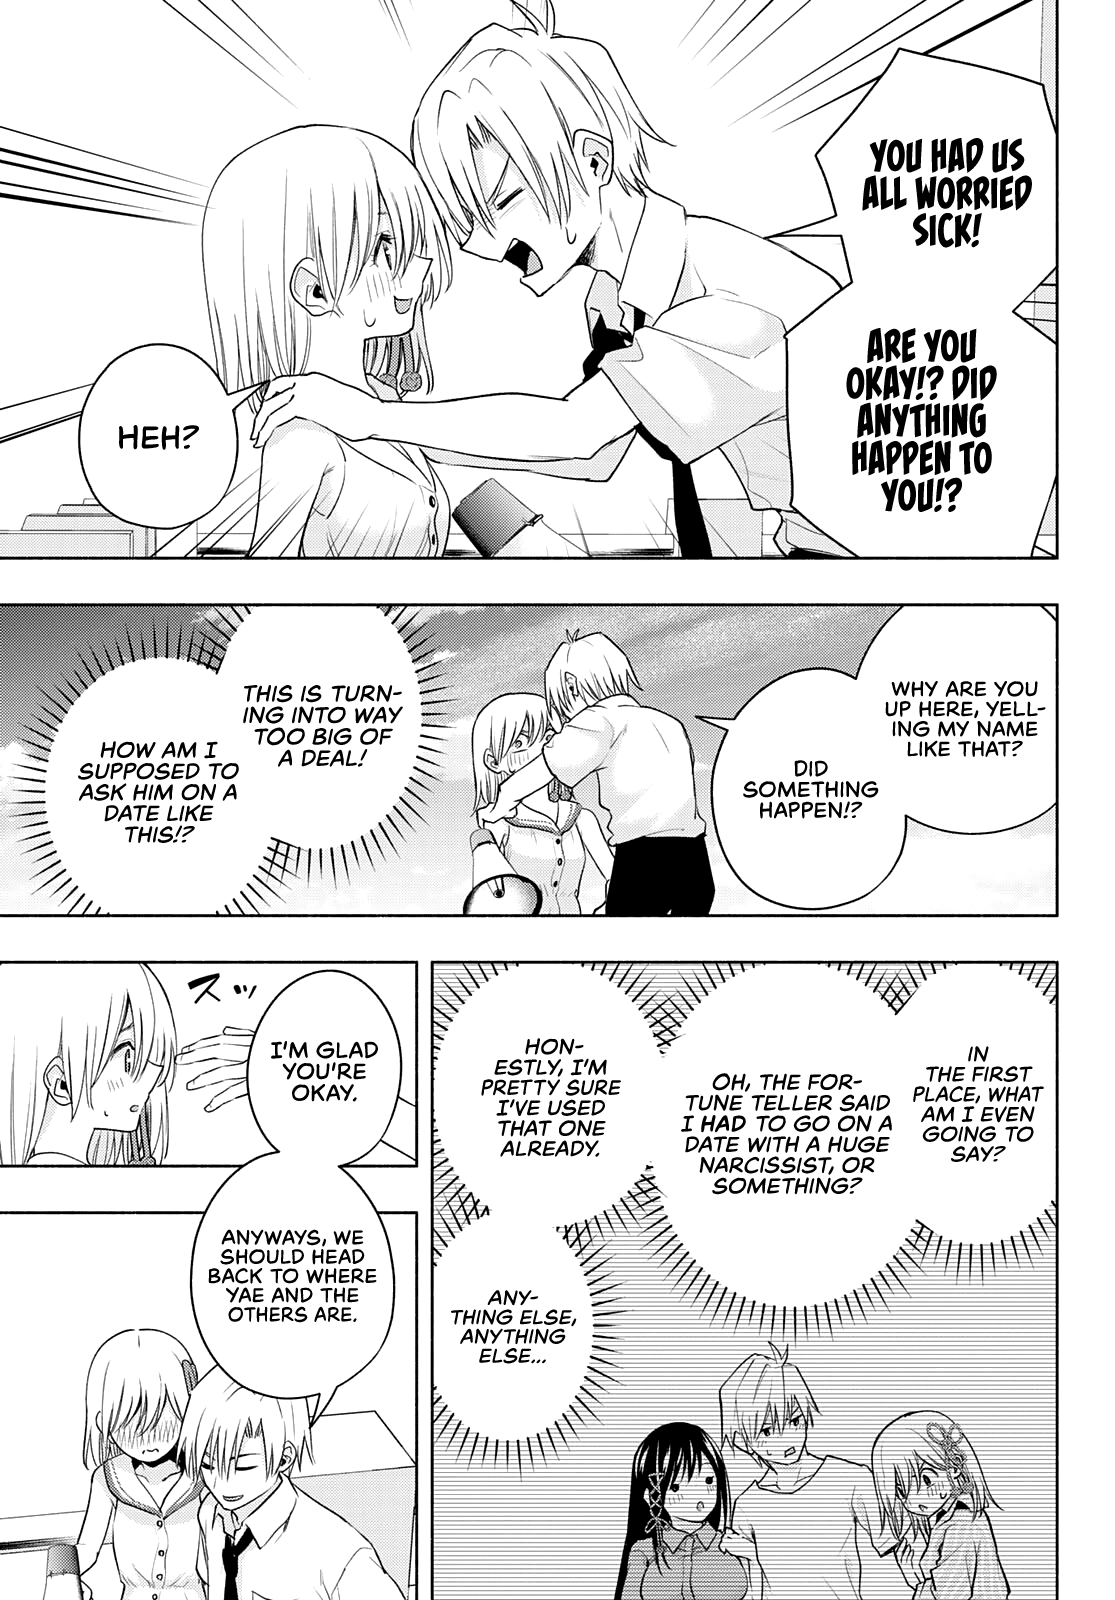 YOU HAD US
ALL WORRIED
SICK!
ARE YOU
OKAY!? DID
ANYTHING
HAPPEN TO
YOU!?
HEH?
WHY ARE YOU
UP HERE, YELL-
ING MY NAME
LIKE THAT?
DID
SOMETHING
HAPPEN!?
THIS IS TURN-
ING INTO WAY
TOO BIG OF
A DEAL!
HOW AM I
SUPPOSED TO
ASK HIM ON A
DATE LIKE
THIS!?
IN
THE FIRST
PLACE, WHAT
AM I EVEN
GOING TO
SAY?
OH, THE FOR-
TUNE TELLER SAID
I HAD TO GO ON A
DATE WITH A HUGE
NARCISSIST, OR
SOMETHING?
HON-
ESTLY, I'M
PRETTY SURE
I'VE USED
THAT ONE
ALREADY.
ANY-
THING ELSE,
ANYTHING
ELSE...
スッ
I'M GLAD
YOU'RE
OKAY.
ANYWAYS, WE
SHOULD HEAD
BACK TO WHERE
YAE AND THE
OTHERS ARE.